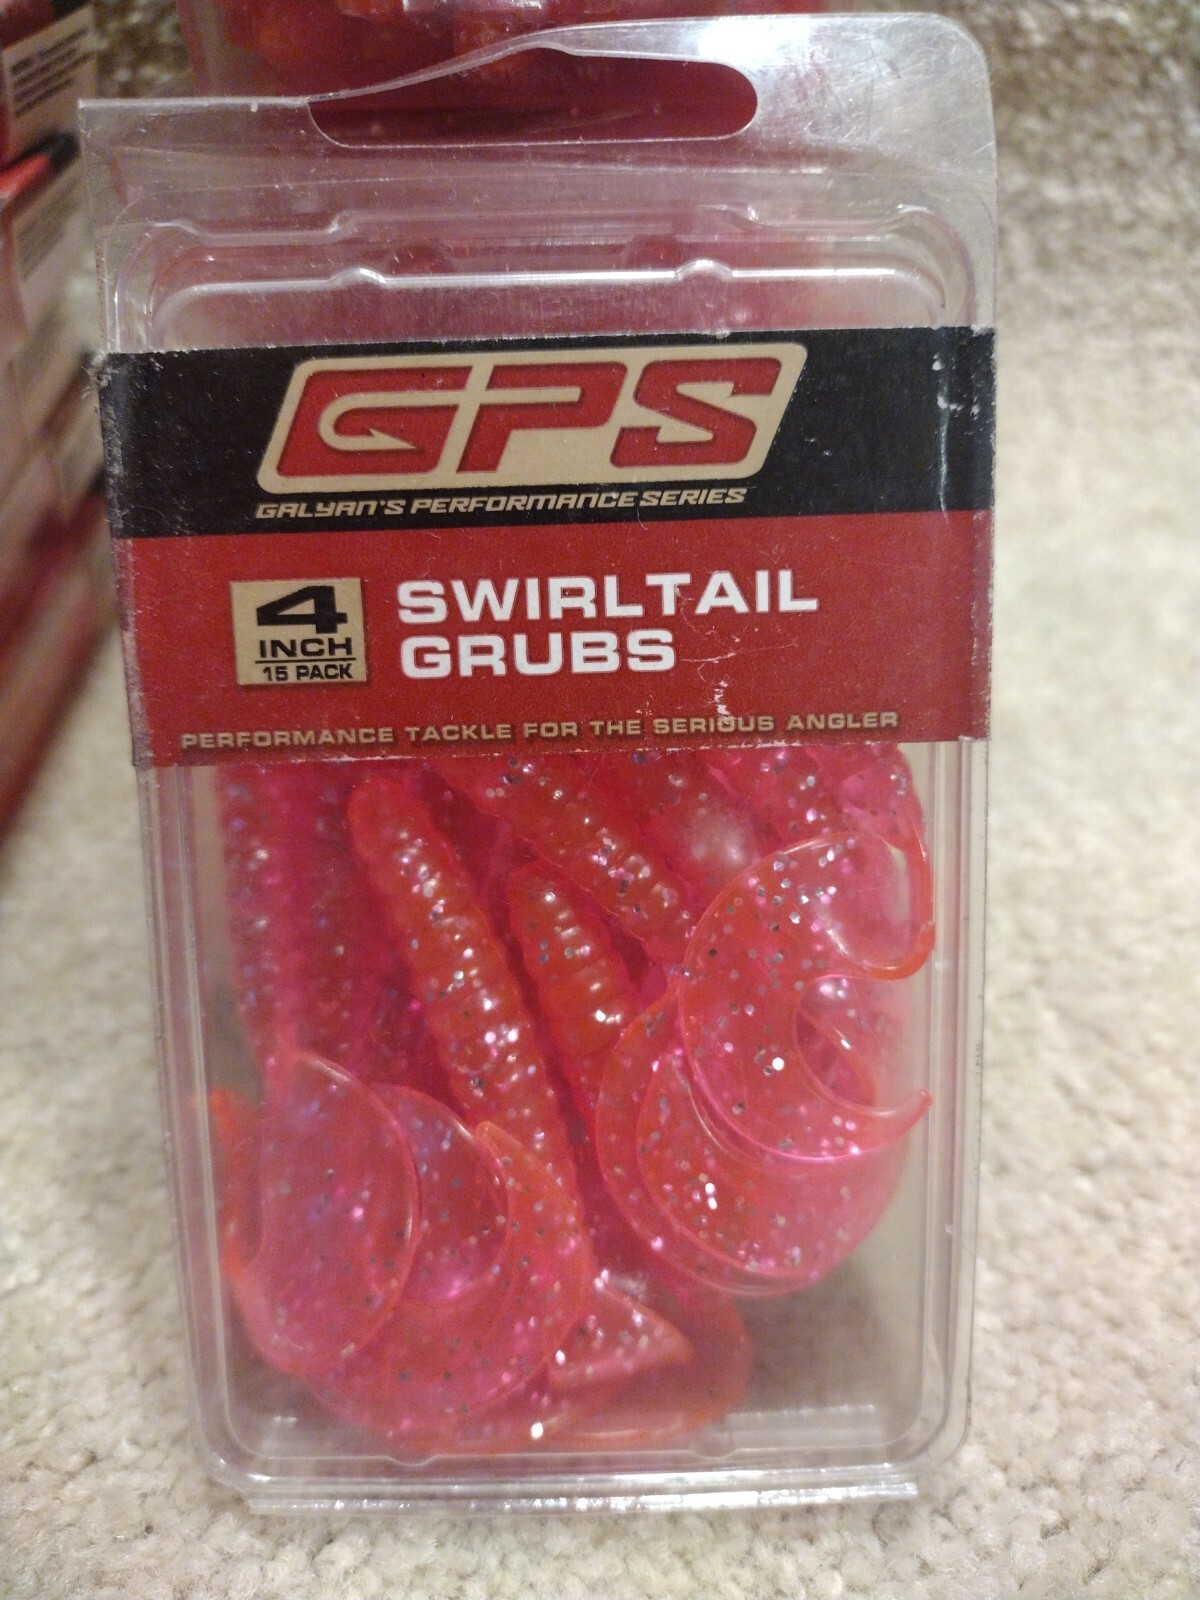 GPS
GALYAN'S PERFORMANCE SERIES
4
INCH
15 PACK
SWIRLTAIL
GRUBS
PERFORMANCE TACKLE FOR THE SERIOUS ANGLER